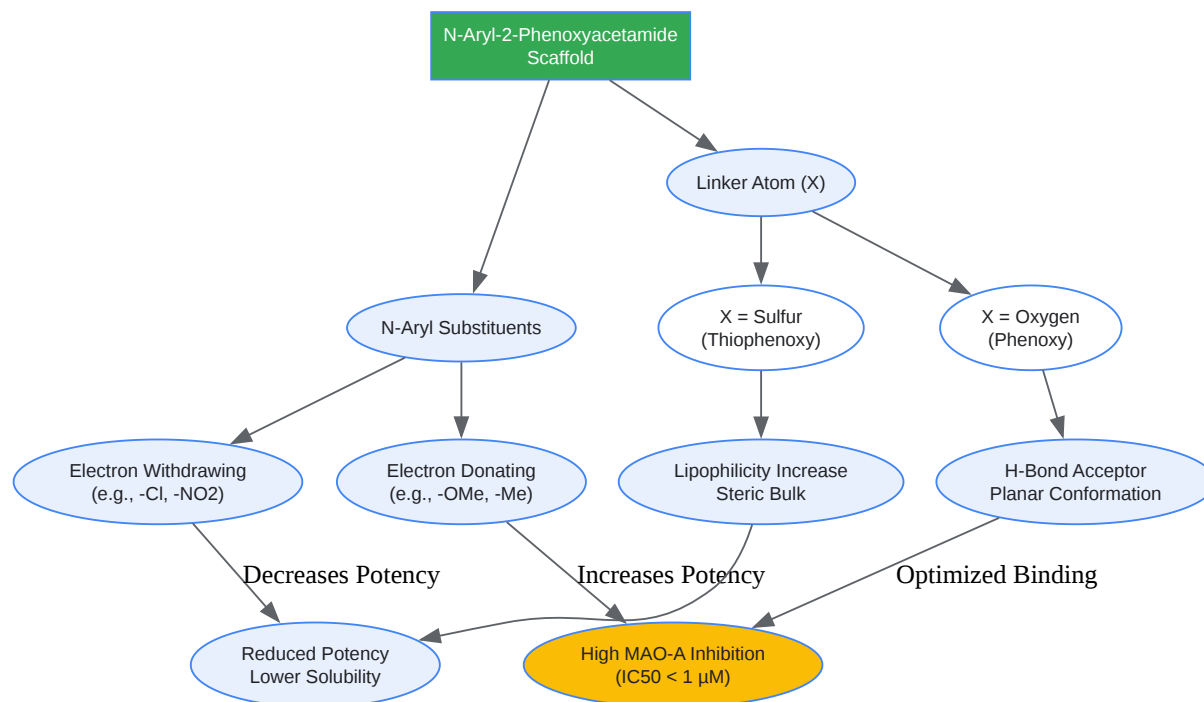 N-Aryl-2-Phenoxyacetamide
Scaffold
Linker Atom (X)
N-Aryl Substituents
X = Sulfur
(Thiophenoxy)
X = Oxygen
(Phenoxy)
Electron Withdrawing
(e.g., -Cl, -NO2)
Electron Donating
(e.g., -OMe, -Me)
Lipophilicity Increase
Steric Bulk
H-Bond Acceptor
Planar Conformation
Decreases Potency
Increases Potency
Optimized Binding
Reduced Potency
Lower Solubility
High MAO-A Inhibition
(IC50 < 1 µM)